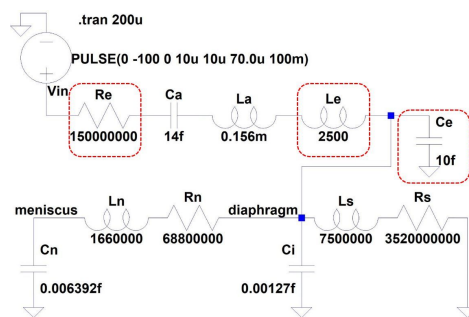 .tran 200u
PULSE(0 -100 0 10u 10u 70.0u 100m)
Vin
Re
150000000
Ca
14f
La
0.156m
Le
2500
Ce
10f
meniscus
Ln
1660000
Rn
68800000
diaphragm
Ls
7500000
Rs
3520000000
Cn
0.006392f
Ci
0.00127f